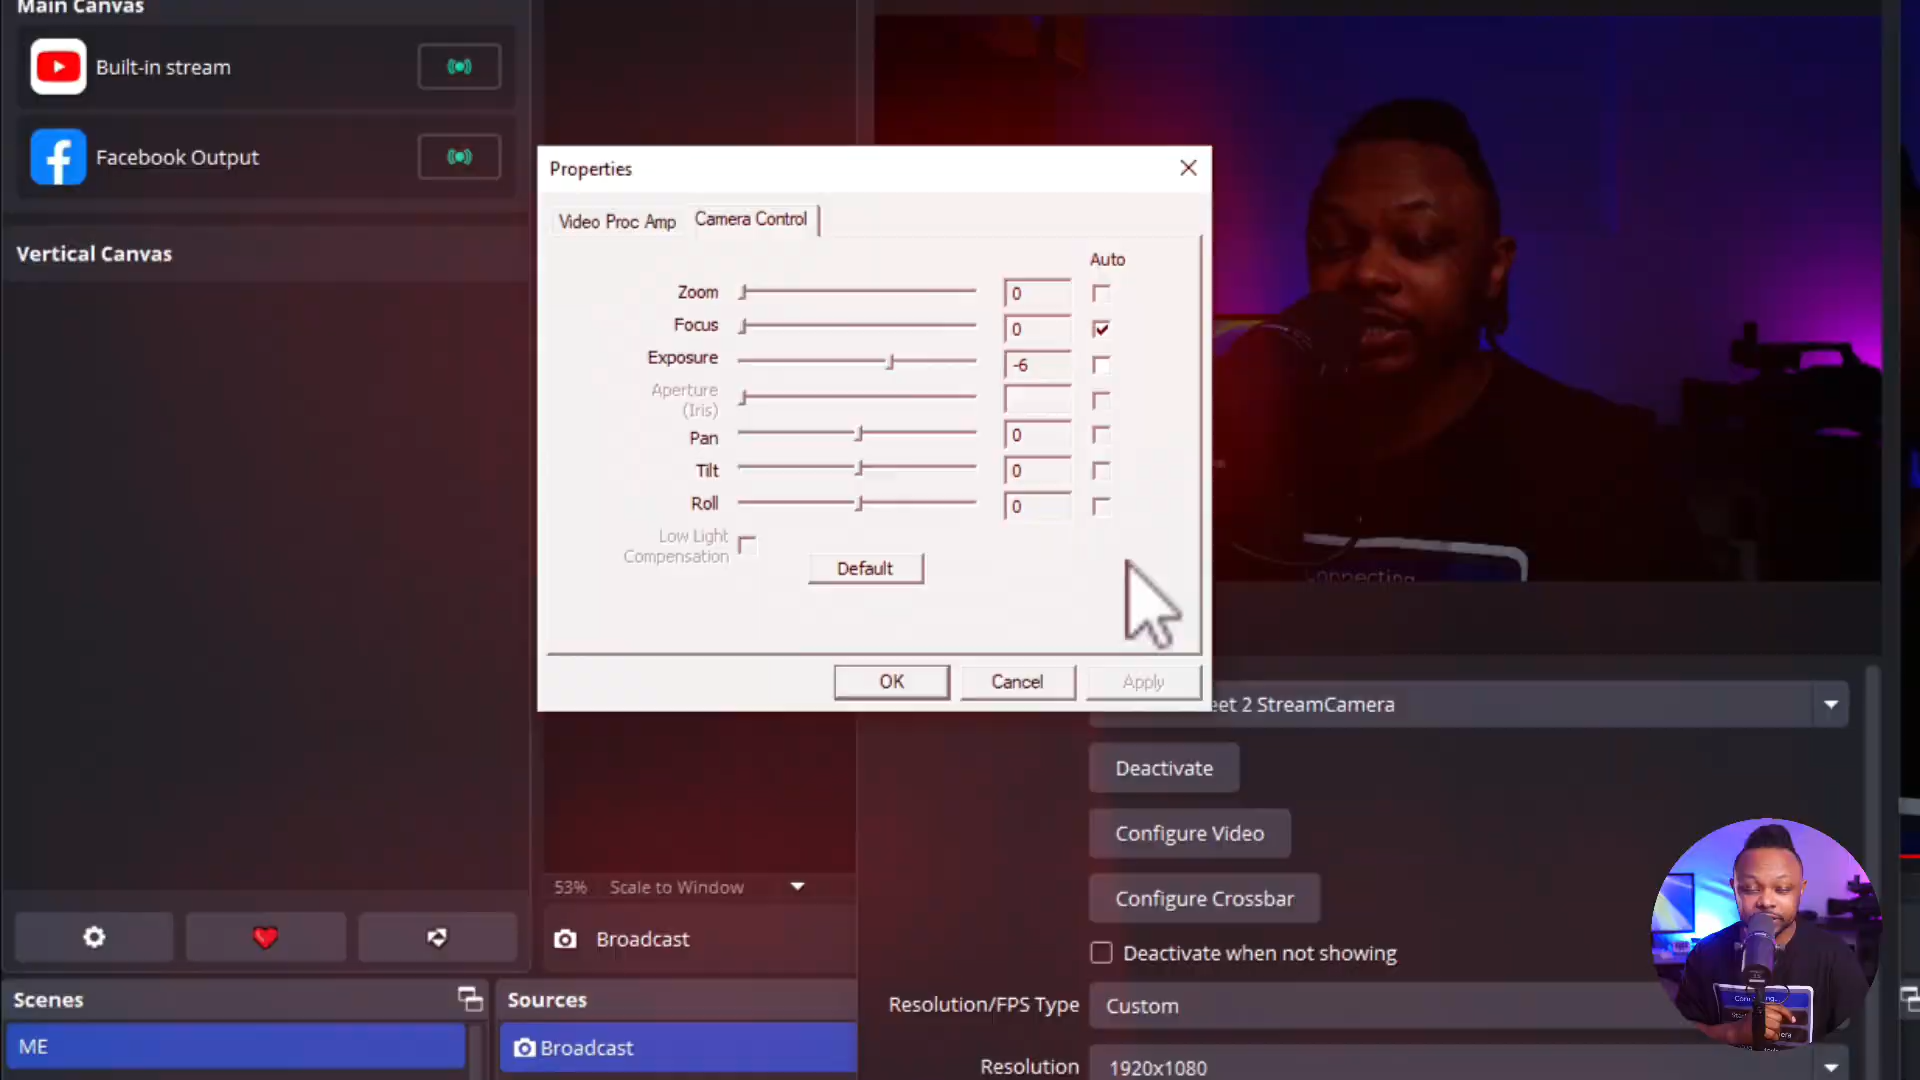 Main Canvas
Built-in stream
Facebook Output
Vertical Canvas
Properties
Video Proc Amp
Camera Control
Auto
Zoom
0
Focus
0
Exposure
-6
Aperture
(Iris)
Pan
0
Tilt
0
Roll
0
Low Light
Compensation
Default
OK
Cancel
Apply
Connecting
eet 2 StreamCamera
Deactivate
Configure Video
Configure Crossbar
Deactivate when not showing
Resolution/FPS Type
Custom
Resolution
1920x1080
53%
Scale to Window
Broadcast
Scenes
ME
Sources
Broadcast